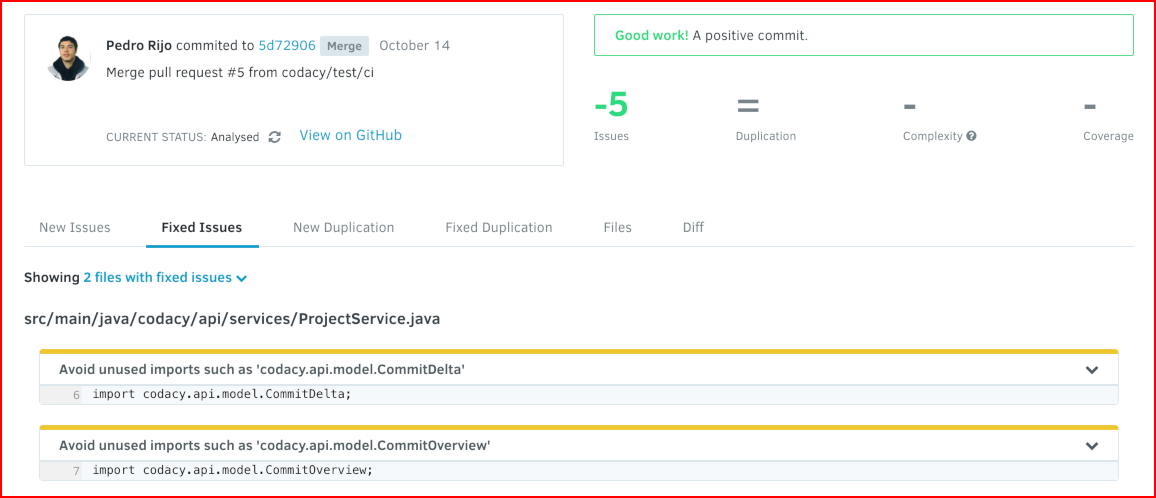 Pedro Rijo commited to 5d72906 Merge October 14
Merge pull request #5 from codacy/test/ci
CURRENT STATUS: Analysed View on GitHub
Good work! A positive commit.
-5 = - -
Issues Duplication Complexity ? Coverage
New Issues Fixed Issues New Duplication Fixed Duplication Files Diff
Showing 2 files with fixed issues
src/main/java/codacy/api/services/ProjectService.java
Avoid unused imports such as 'codacy.api.model.CommitDelta'
6 import codacy.api.model.CommitDelta;
Avoid unused imports such as 'codacy.api.model.CommitOverview'
7 import codacy.api.model.CommitOverview;